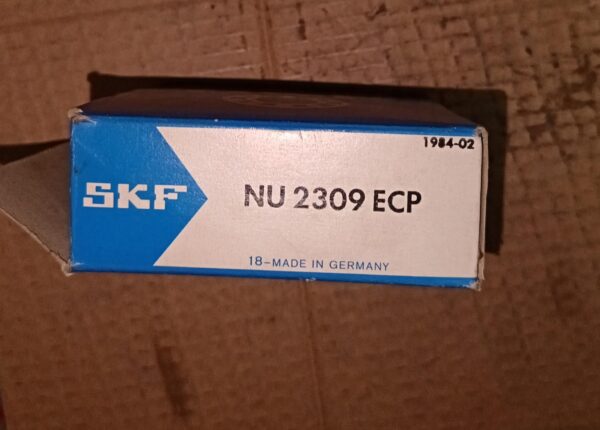 1984-02
SKF
NU 2309 ECP
18-MADE IN GERMANY